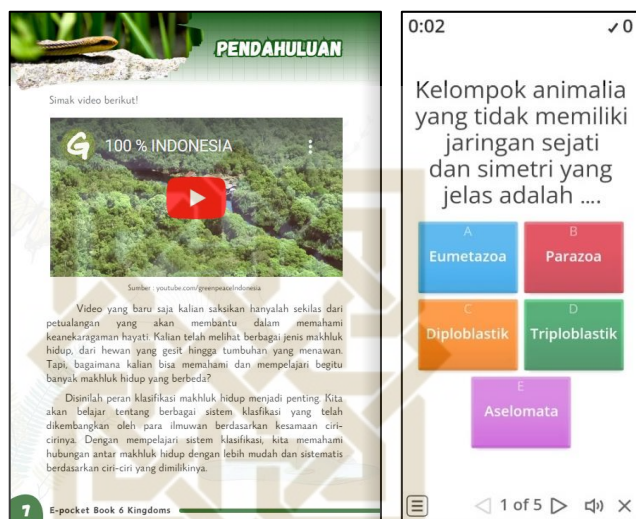 PENDAHULUAN
Simak video berikut!
100 % INDONESIA
Sumber : youtube.com/greenpeaceIndonesia
Video yang baru saja kalian saksikan hanyalah sekilas dari
petualangan yang akan membantu dalam memahami
keanekaragaman hayati. Kalian telah melihat berbagai jenis makhluk
hidup, dari hewan yang gesit hingga tumbuhan yang menawan.
Tapi, bagaimana kalian bisa memahami dan mempelajari begitu
banyak makhluk hidup yang berbeda?
Disinilah peran klasifikasi makhluk hidup menjadi penting. Kita
akan belajar tentang berbagai sistem klasfikasi yang telah
dikembangkan oleh para ilmuwan berdasarkan kesamaan ciri-
cirinya. Dengan mempelajari sistem klasifikasi, kita memahami
hubungan antar makhluk hidup dengan lebih mudah dan sistematis
berdasarkan ciri-ciri yang dimilikinya.
7 E-pocket Book 6 Kingdoms
0:02 ✓ 0
Kelompok animalia
yang tidak memiliki
jaringan sejati
dan simetri yang
jelas adalah ....
A B
Eumetazoa Parazoa
C D
Diploblastik Triploblastik
E
Aselomata
1 of 5